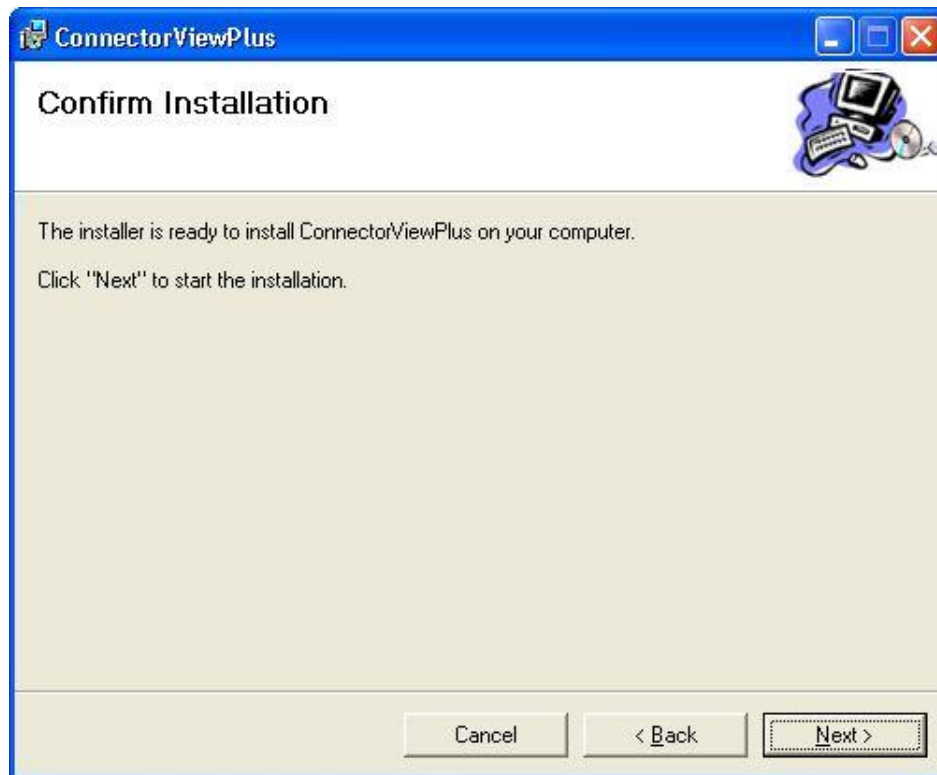 ConnectorViewPlus
Confirm Installation
The installer is ready to install ConnectorViewPlus on your computer.
Click "Next" to start the installation.
Cancel
< Back
Next >